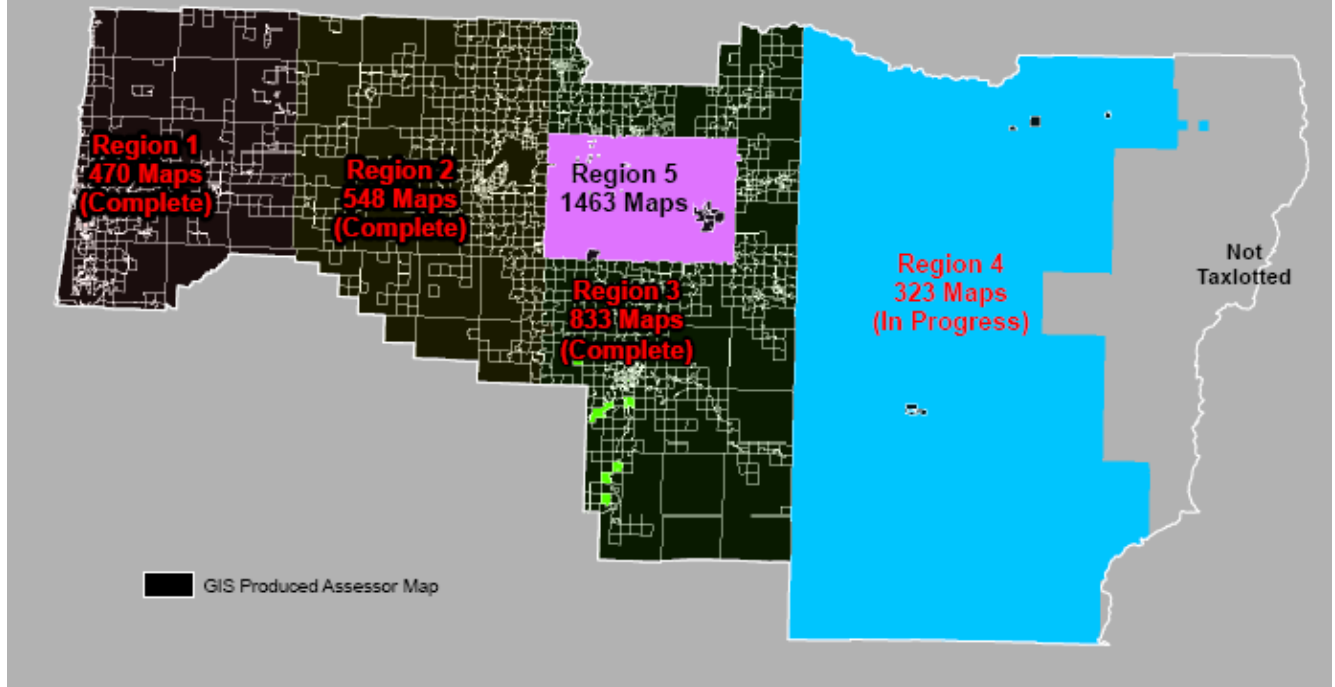 Region 1
470 Maps
(Complete)
Region 2
548 Maps
(Complete)
Region 5
1463 Maps
Region 3
833 Maps
(Complete)
Region 4
323 Maps
(In Progress)
Not
Taxlotted
GIS Produced Assessor Map